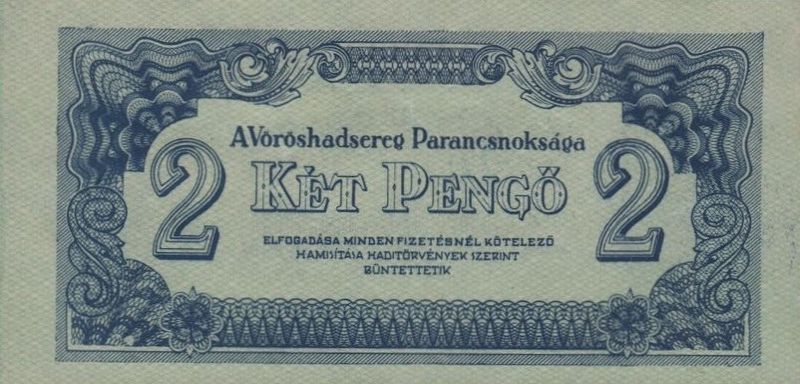 A Vöröshadsereg Parancsnoksága
2 KÉT PENGŐ 2
ELFOGADÁSA MINDEN FIZETÉSNÉL KÖTELEZŐ
HAMISÍTÁSA HADITÖRVÉNYEK SZERINT
BÜNTETTETIK